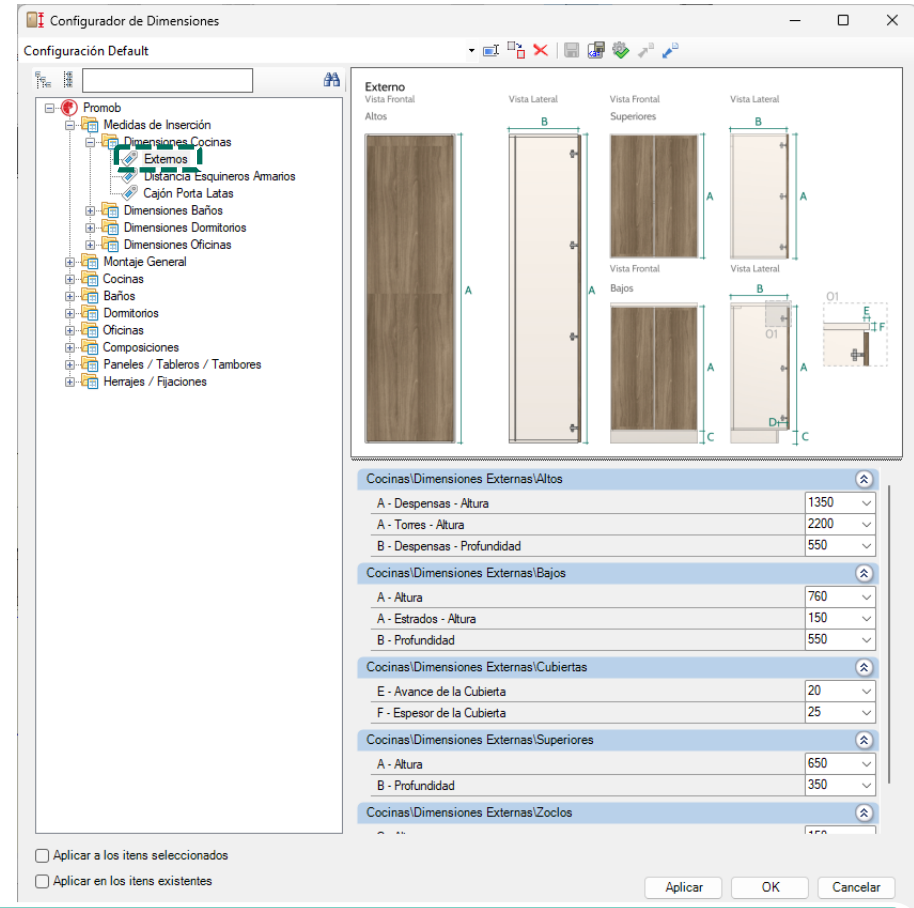 Configurador de Dimensiones
Configuración Default
Promob
Medidas de Inserción
Dimensiones Cocinas
Externos
Distancia Esquineros Armarios
Cajón Porta Latas
Dimensiones Baños
Dimensiones Dormitorios
Dimensiones Oficinas
Montaje General
Cocinas
Baños
Dormitorios
Oficinas
Composiciones
Paneles / Tableros / Tambores
Herrajes / Fijaciones
Externo
Vista Frontal Vista Lateral Vista Frontal Vista Lateral
Altos Superiores
B B
A A
Vista Frontal Vista Lateral
Bajos B
A A
O1
E
F
O1
A A
D
C C
Cocinas\Dimensiones Externas\Altos
A - Despensas - Altura 1350
A - Torres - Altura 2200
B - Despensas - Profundidad 550
Cocinas\Dimensiones Externas\Bajos
A - Altura 760
A - Estrados - Altura 150
B - Profundidad 550
Cocinas\Dimensiones Externas\Cubiertas
E - Avance de la Cubierta 20
F - Espesor de la Cubierta 25
Cocinas\Dimensiones Externas\Superiores
A - Altura 650
B - Profundidad 350
Cocinas\Dimensiones Externas\Zoclos
Aplicar a los itens seleccionados
Aplicar en los itens existentes
Aplicar OK Cancelar